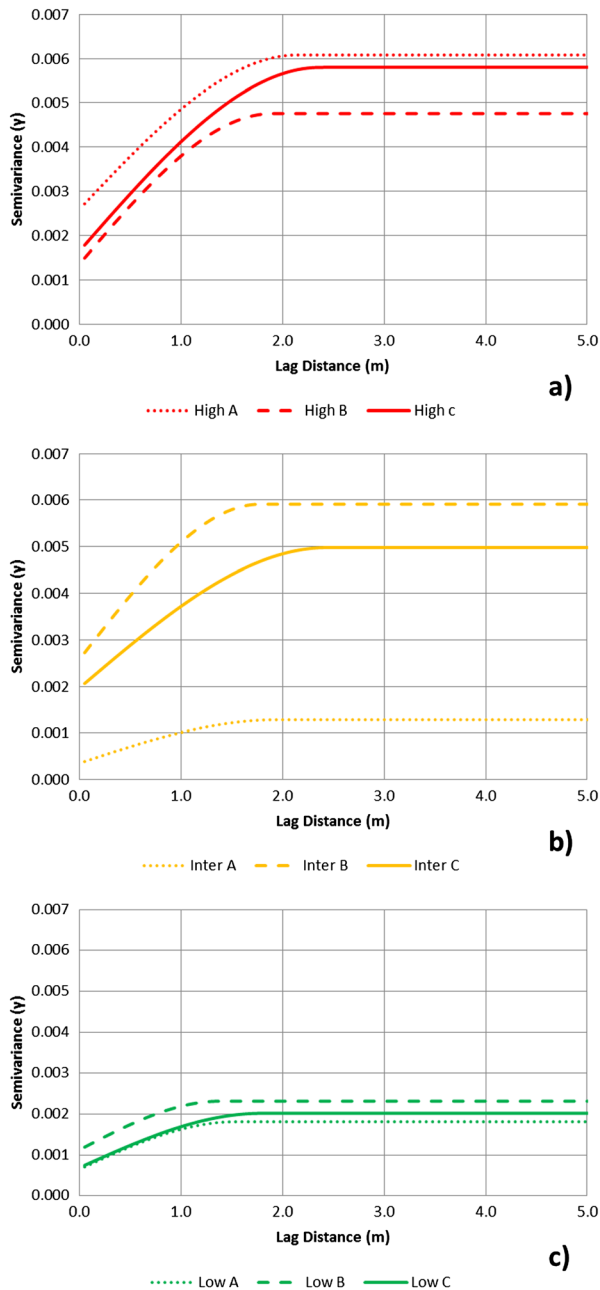 0.007
0.006
0.005
0.004
0.003
0.002
0.001
0.000
Semivariance (γ)
0.0 1.0 2.0 3.0 4.0 5.0
Lag Distance (m)
a)
High A High B High c
0.007
0.006
0.005
0.004
0.003
0.002
0.001
0.000
Semivariance (γ)
0.0 1.0 2.0 3.0 4.0 5.0
Lag Distance (m)
b)
Inter A Inter B Inter C
0.007
0.006
0.005
0.004
0.003
0.002
0.001
0.000
Semivariance (γ)
0.0 1.0 2.0 3.0 4.0 5.0
Lag Distance (m)
c)
Low A Low B Low C